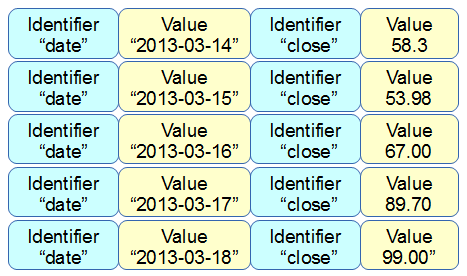 Identifier Value Identifier Value
“date” “2013-03-14” “close” 58.3
Identifier Value Identifier Value
“date” “2013-03-15” “close” 53.98
Identifier Value Identifier Value
“date” “2013-03-16” “close” 67.00
Identifier Value Identifier Value
“date” “2013-03-17” “close” 89.70
Identifier Value Identifier Value
“date” “2013-03-18” “close” 99.00”